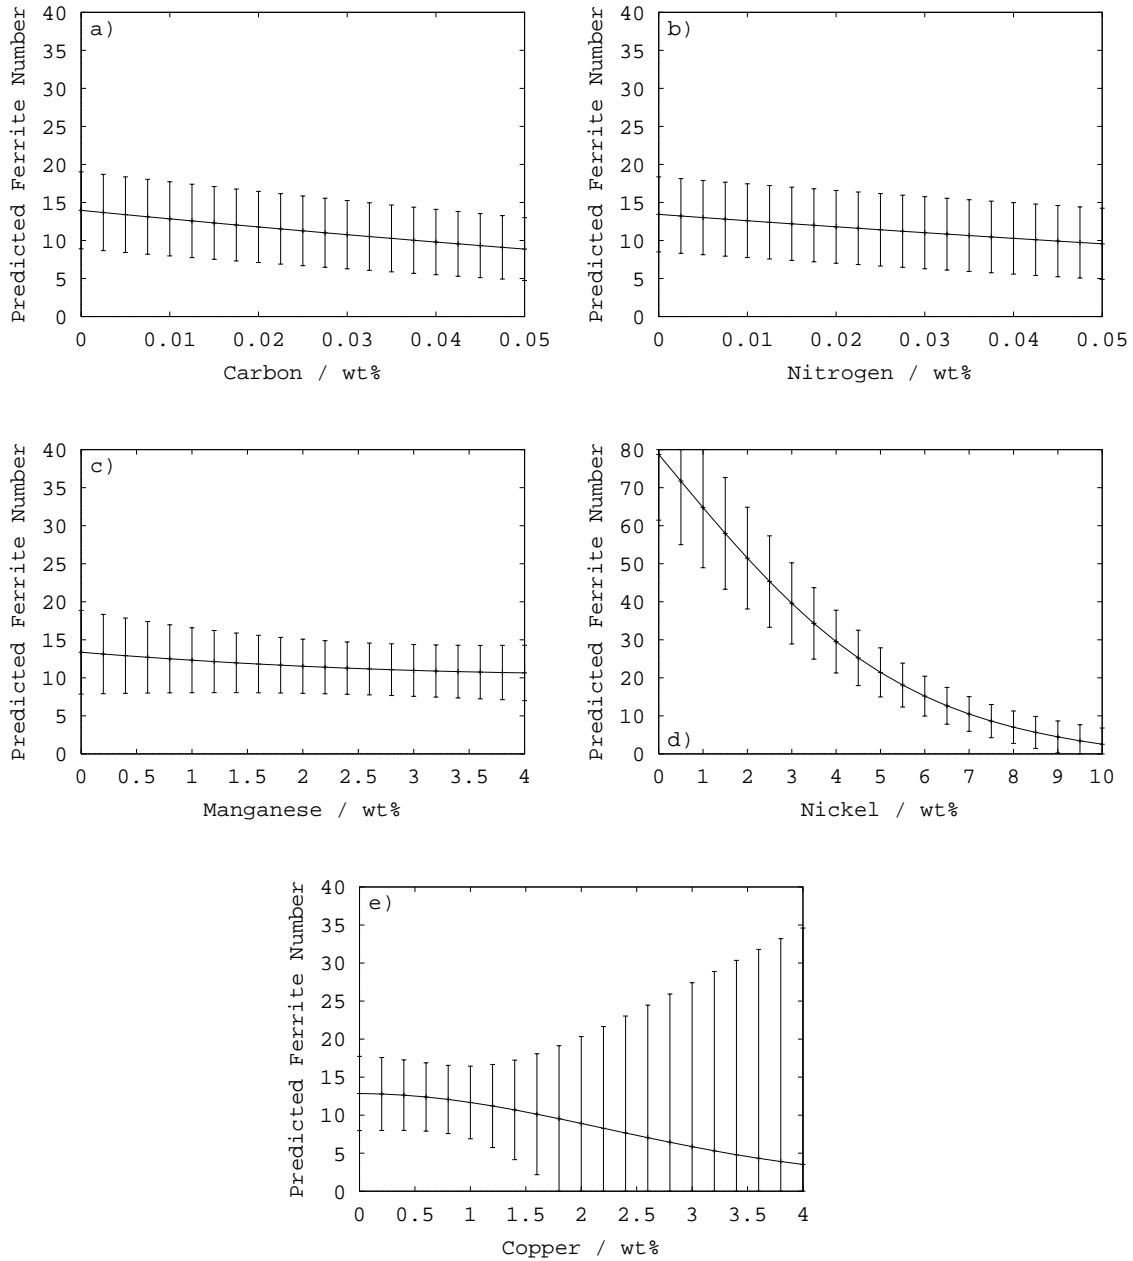 a)
Predicted Ferrite Number
40
35
30
25
20
15
10
5
0
0 0.01 0.02 0.03 0.04 0.05
Carbon / wt%
b)
Predicted Ferrite Number
40
35
30
25
20
15
10
5
0
0 0.01 0.02 0.03 0.04 0.05
Nitrogen / wt%
c)
Predicted Ferrite Number
40
35
30
25
20
15
10
5
0
0 0.5 1 1.5 2 2.5 3 3.5 4
Manganese / wt%
Predicted Ferrite Number
80
70
60
50
40
30
20
10
0
d)
0 1 2 3 4 5 6 7 8 9 10
Nickel / wt%
e)
Predicted Ferrite Number
40
35
30
25
20
15
10
5
0
0 0.5 1 1.5 2 2.5 3 3.5 4
Copper / wt%